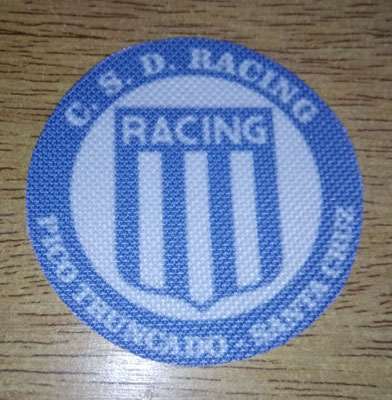 C. S. D. RACING
RACING
PICO TRUNCADO - SANTA CRUZ